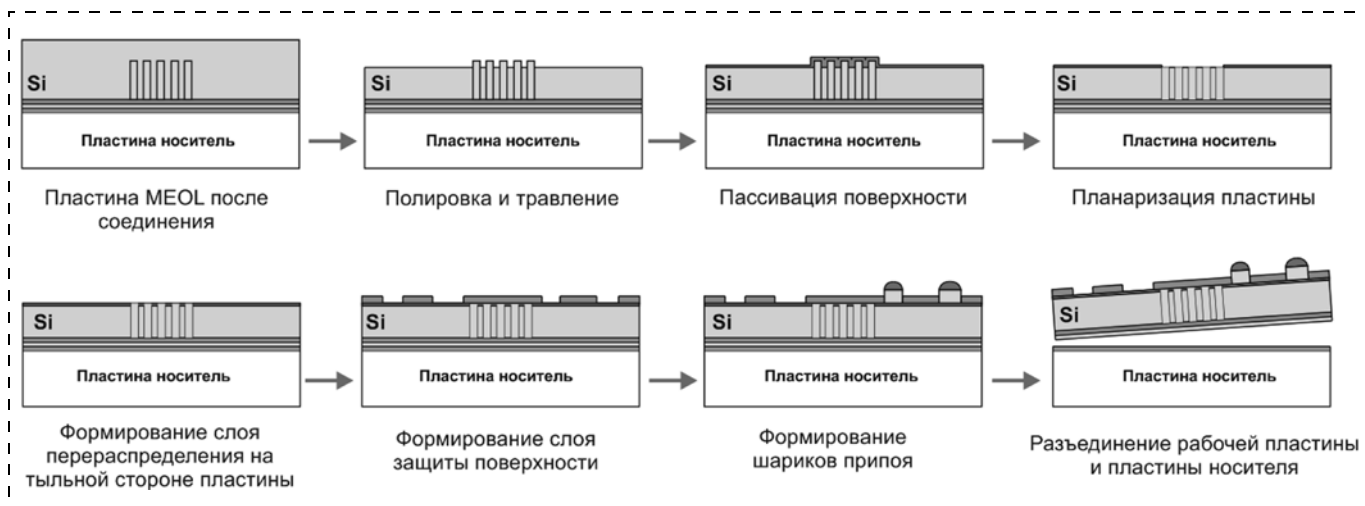 Si
Пластина носитель
Пластина MEOL после
соединения
Si
Пластина носитель
Полировка и травление
Si
Пластина носитель
Пассивация поверхности
Si
Пластина носитель
Планаризация пластины
Si
Пластина носитель
Формирование слоя
перераспределения на
тыльной стороне пластины
Si
Пластина носитель
Формирование слоя
защиты поверхности
Si
Пластина носитель
Формирование
шариков припоя
Si
Пластина носитель
Разъединение рабочей пластины
и пластины носителя